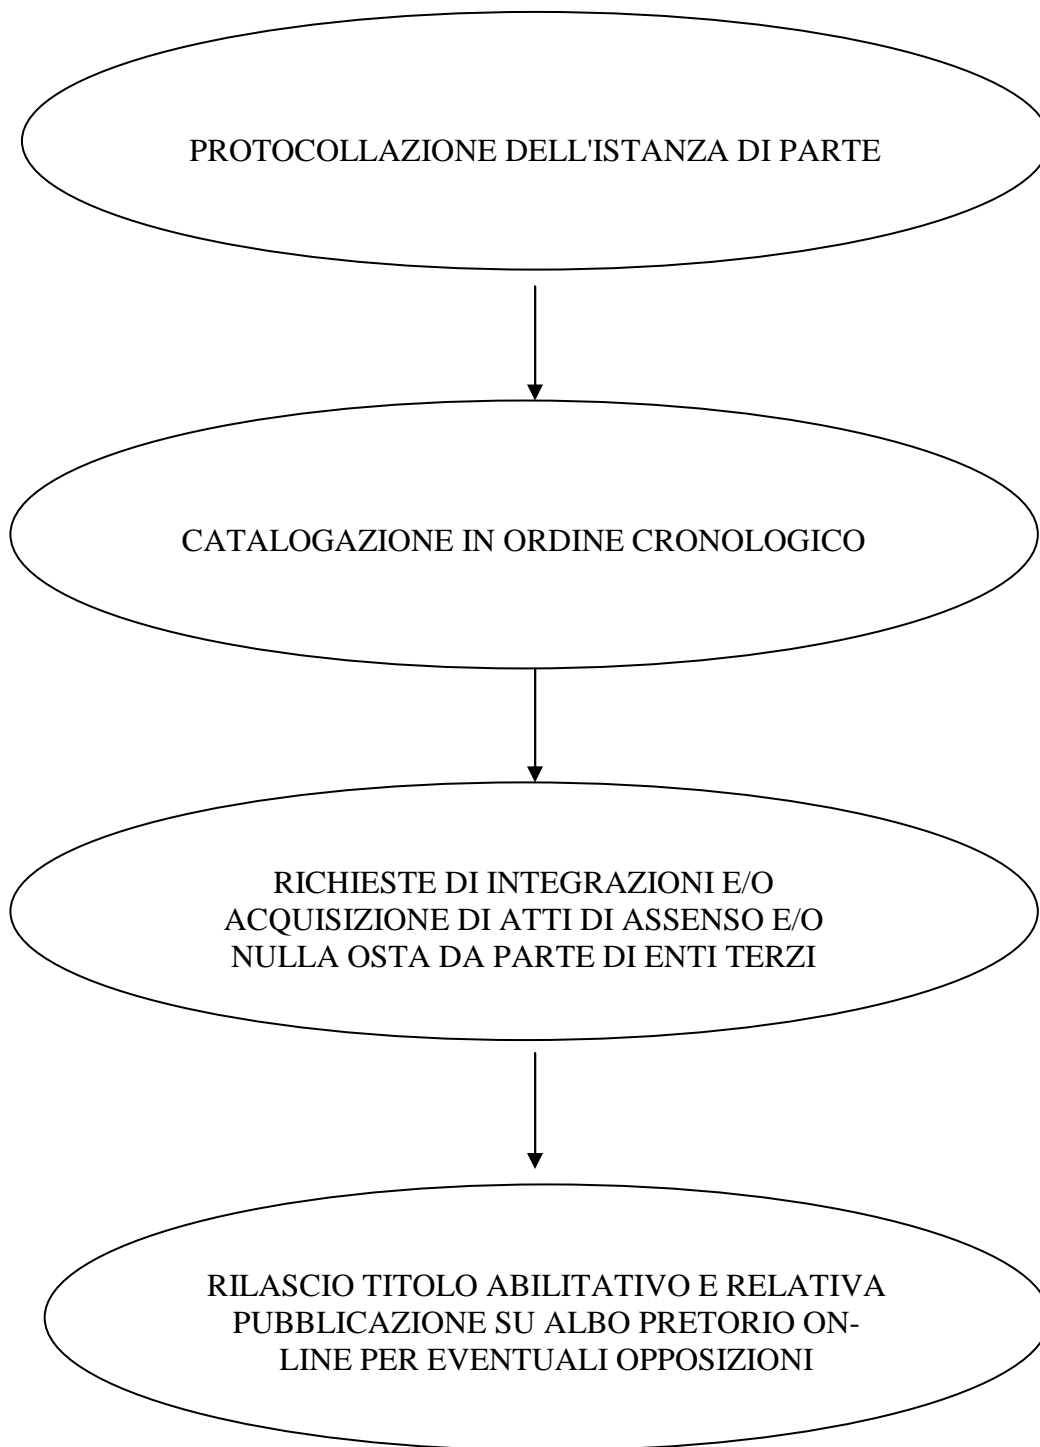 PROTOCOLLAZIONE DELL'ISTANZA DI PARTE
CATALOGAZIONE IN ORDINE CRONOLOGICO
RICHIESTE DI INTEGRAZIONI E/O
ACQUISIZIONE DI ATTI DI ASSENSO E/O
NULLA OSTA DA PARTE DI ENTI TERZI
RILASCIO TITOLO ABILITATIVO E RELATIVA
PUBBLICAZIONE SU ALBO PRETORIO ON-
LINE PER EVENTUALI OPPOSIZIONI